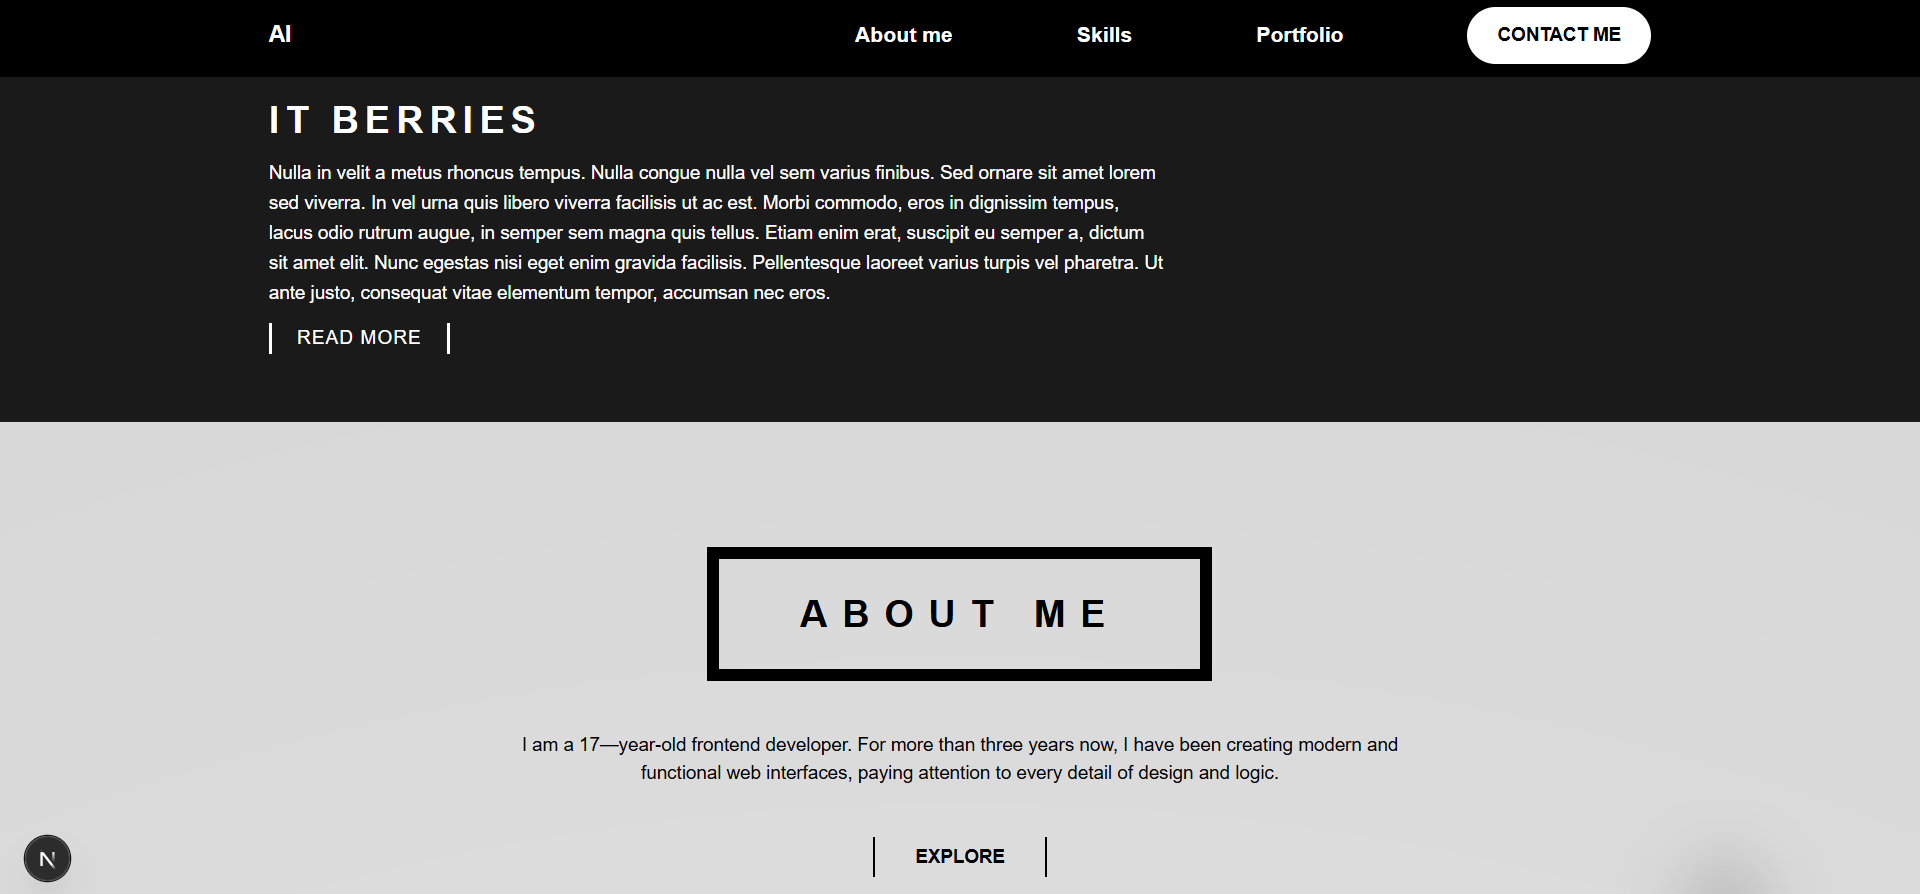 AI
About me
Skills
Portfolio
CONTACT ME
IT BERRIES
Nulla in velit a metus rhoncus tempus. Nulla congue nulla vel sem varius finibus. Sed ornare sit amet lorem
sed viverra. In vel urna quis libero viverra facilisis ut ac est. Morbi commodo, eros in dignissim tempus,
lacus odio rutrum augue, in semper sem magna quis tellus. Etiam enim erat, suscipit eu semper a, dictum
sit amet elit. Nunc egestas nisi eget enim gravida facilisis. Pellentesque laoreet varius turpis vel pharetra. Ut
ante justo, consequat vitae elementum tempor, accumsan nec eros.
READ MORE
ABOUT ME
I am a 17—year-old frontend developer. For more than three years now, I have been creating modern and
functional web interfaces, paying attention to every detail of design and logic.
EXPLORE
N